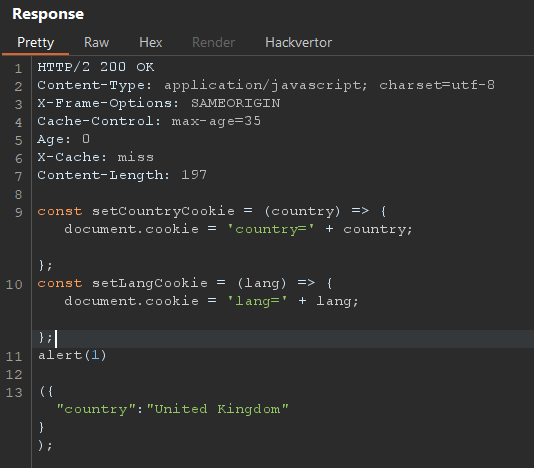 Response
Pretty Raw Hex Render Hackvertor
1 HTTP/2 200 OK
2 Content-Type: application/javascript; charset=utf-8
3 X-Frame-Options: SAMEORIGIN
4 Cache-Control: max-age=35
5 Age: 0
6 X-Cache: miss
7 Content-Length: 197
8
9 const setCountryCookie = (country) => {
document.cookie = 'country=' + country;
};
10 const setLangCookie = (lang) => {
document.cookie = 'lang=' + lang;
};
11 alert(1)
12
13 ({
"country":"United Kingdom"
}
);